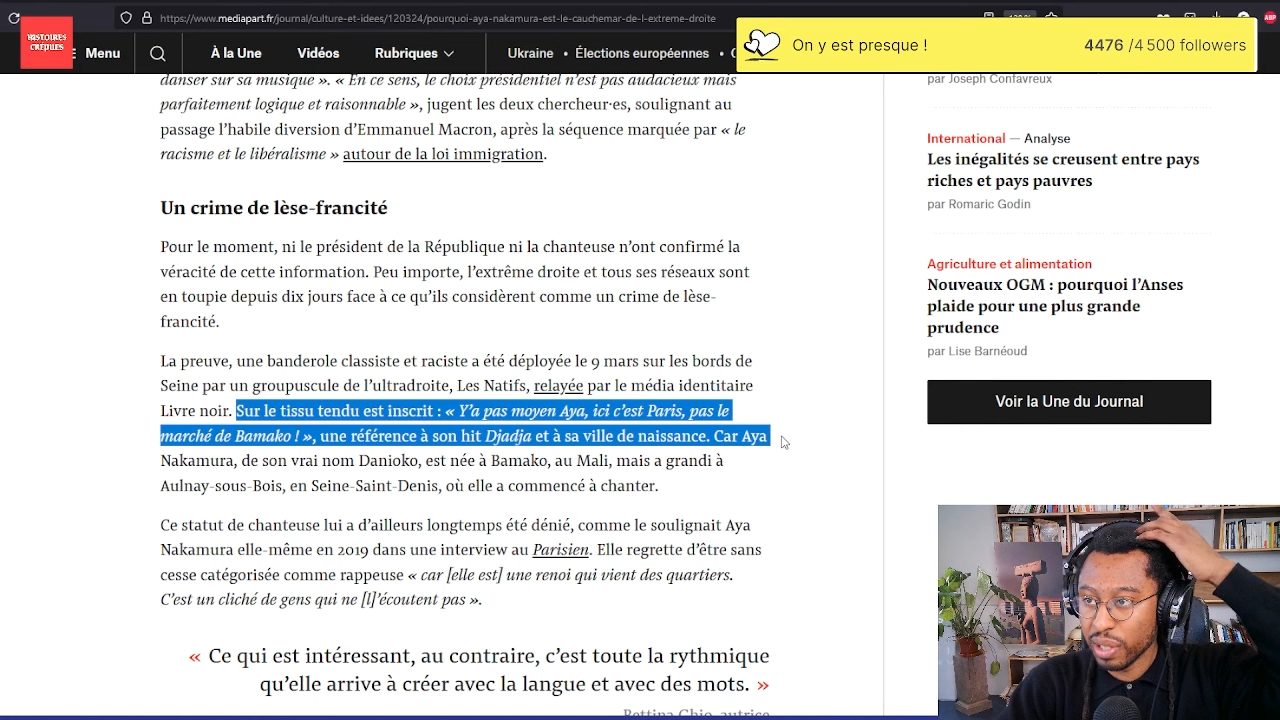 https://www.mediapart.fr/journal/culture-et-idees/120324/pourquoi-aya-nakamura-est-le-cauchemar-de-l-extreme-droite
HISTOIRES
CRÉPUES
Menu
À la Une
Vidéos
Rubriques
Ukraine • Élections européennes •
On y est presque !
4476 /4 500 followers
ABP
danser sur sa musique ». « En ce sens, le choix présidentiel n’est pas audacieux mais
parfaitement logique et raisonnable », jugent les deux chercheur·es, soulignant au
passage l’habile diversion d’Emmanuel Macron, après la séquence marquée par « le
racisme et le libéralisme » autour de la loi immigration.
Un crime de lèse-francité
Pour le moment, ni le président de la République ni la chanteuse n’ont confirmé la
véracité de cette information. Peu importe, l’extrême droite et tous ses réseaux sont
en toupie depuis dix jours face à ce qu’ils considèrent comme un crime de lèse-
francité.
La preuve, une banderole classiste et raciste a été déployée le 9 mars sur les bords de
Seine par un groupuscule de l’ultradroite, Les Natifs, relayée par le média identitaire
Livre noir. Sur le tissu tendu est inscrit : « Y’a pas moyen Aya, ici c’est Paris, pas le
marché de Bamako ! », une référence à son hit Djadja et à sa ville de naissance. Car Aya
Nakamura, de son vrai nom Danioko, est née à Bamako, au Mali, mais a grandi à
Aulnay-sous-Bois, en Seine-Saint-Denis, où elle a commencé à chanter.
Ce statut de chanteuse lui a d’ailleurs longtemps été dénié, comme le soulignait Aya
Nakamura elle-même en 2019 dans une interview au Parisien. Elle regrette d’être sans
cesse catégorisée comme rappeuse « car [elle est] une renoi qui vient des quartiers.
C’est un cliché de gens qui ne [l]’écoutent pas ».
« Ce qui est intéressant, au contraire, c’est toute la rythmique
qu’elle arrive à créer avec la langue et avec des mots. »
Bettina Ghio, autrice
par Joseph Confavreux
International — Analyse
Les inégalités se creusent entre pays
riches et pays pauvres
par Romaric Godin
Agriculture et alimentation
Nouveaux OGM : pourquoi l’Anses
plaide pour une plus grande
prudence
par Lise Barnéoud
Voir la Une du Journal